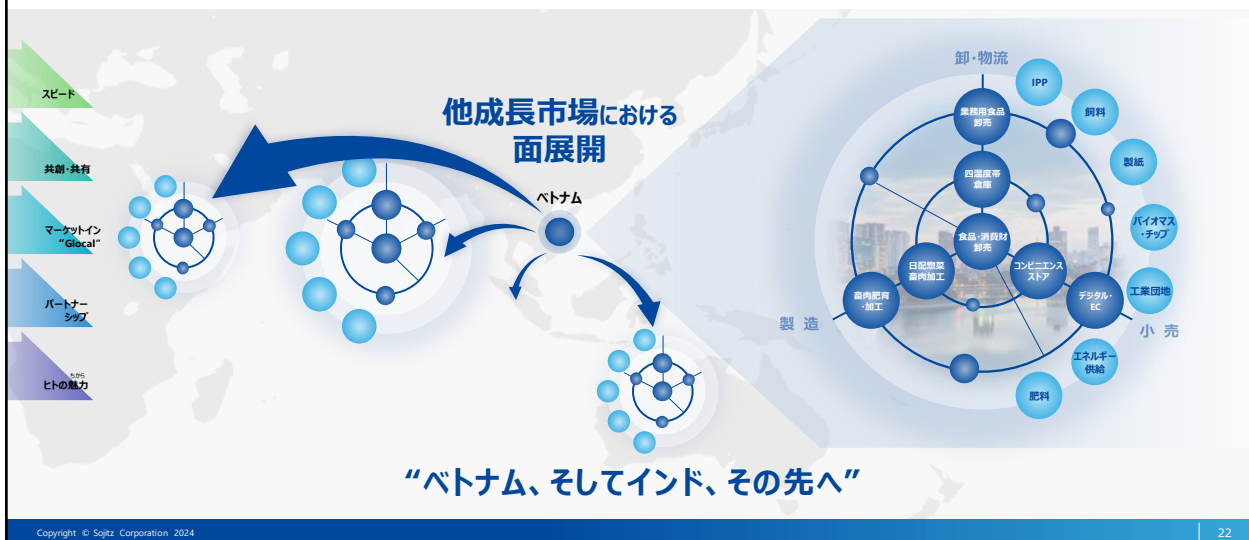 スピード
共創・共有
マーケットイン
“Glocal”
パートナー
シップ
ちから
ヒトの魅力
他成長市場における
面展開
ベトナム
卸・物流
IPP
飼料
製紙
バイオマス
・チップ
工業団地
エネルギー
供給
肥料
業務用食品
卸売
四温度帯
倉庫
食品・消費財
卸売
日配惣菜
畜肉加工
コンビニエンス
ストア
畜肉肥育
・加工
デジタル・
EC
製 造
小 売
“ベトナム、そしてインド、その先へ”
Copyright © Sojitz Corporation 2024
22